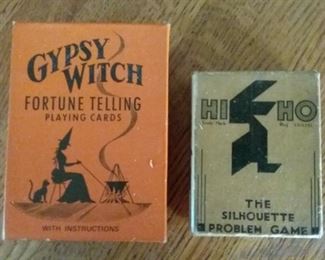 GYPSY
WITCH
FORTUNE TELLING
PLAYING CARDS
WITH INSTRUCTIONS
HI HO
THE
SILHOUETTE
PROBLEM GAME